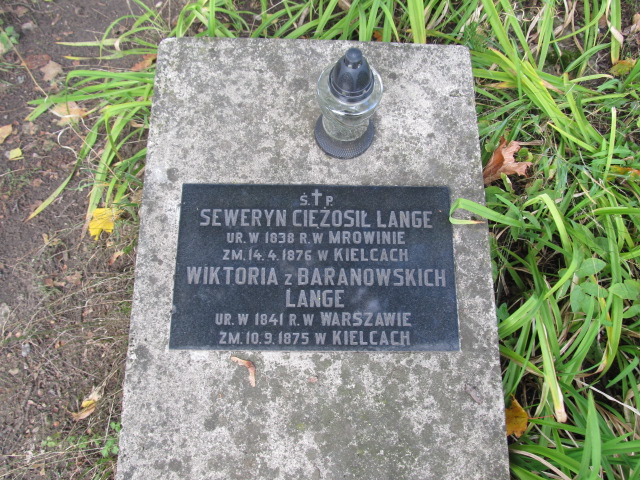 Ś.†P.
SEWERYN CIĘŻOSIŁ LANGE
UR. W 1838 R. W MROWINIE
ZM. 14.4.1876 W KIELCACH
WIKTORIA Z BARANOWSKICH
LANGE
UR. W 1841 R. W WARSZAWIE
ZM. 10.9.1875 W KIELCACH